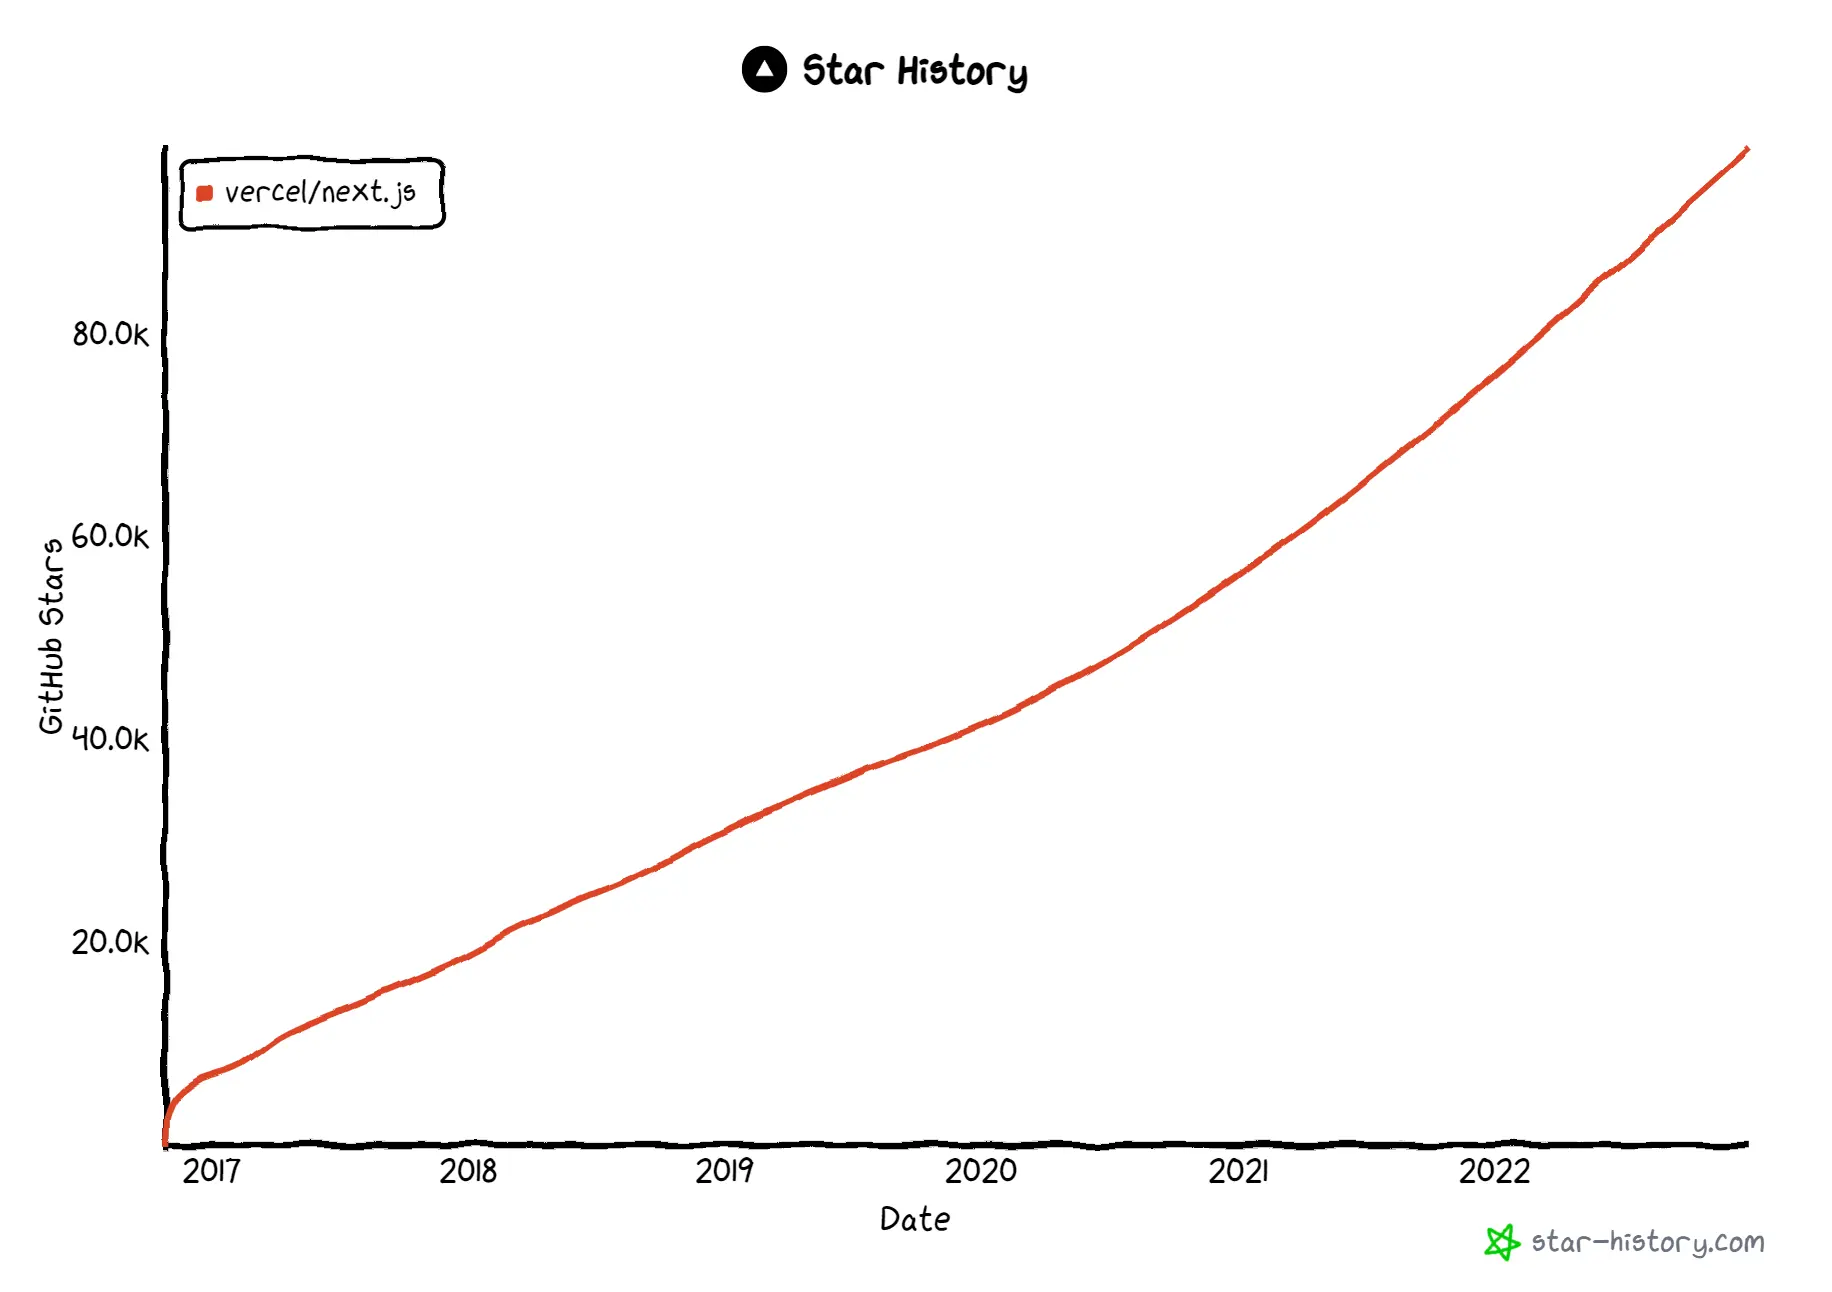 Star History
vercel/next.js
80.0k
60.0k
40.0k
20.0k
GitHub Stars
2017 2018 2019 2020 2021 2022
Date
star-history.com